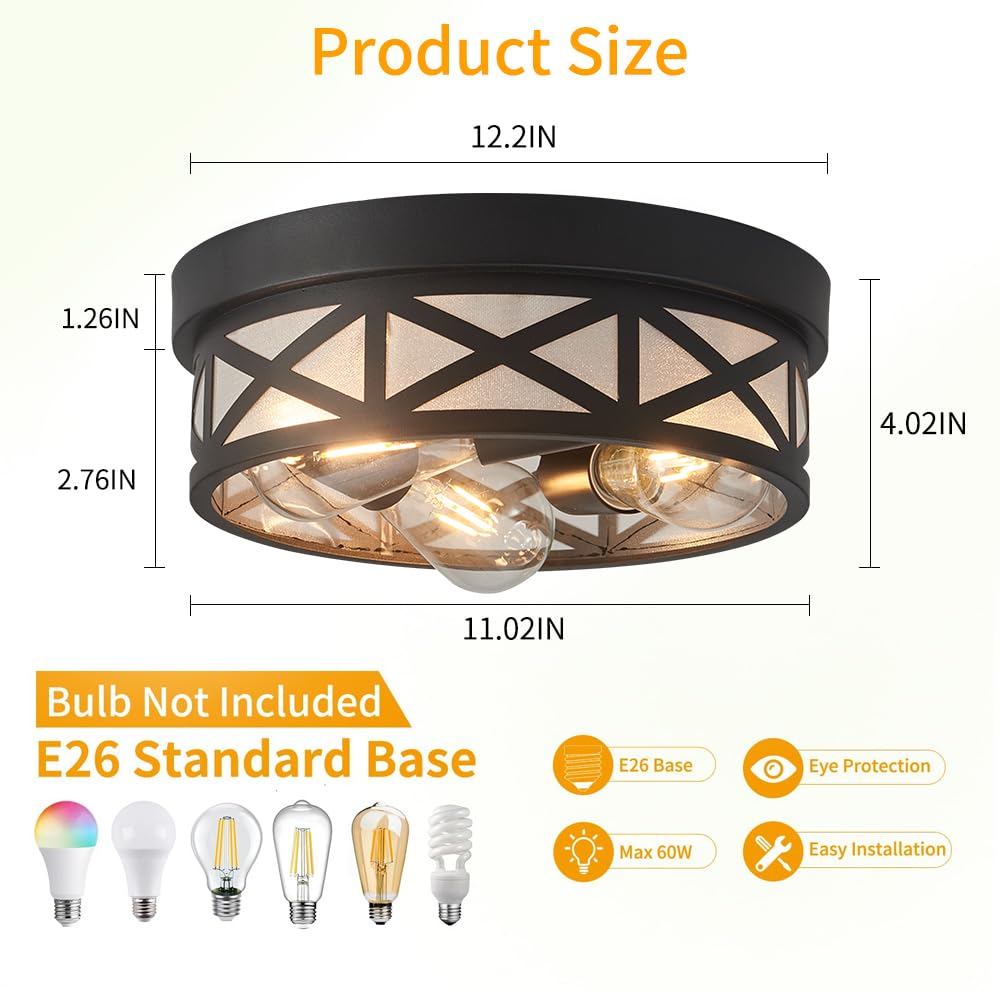 Product Size
12.2IN
1.26IN
4.02IN
2.76IN
11.02IN
Bulb Not Included
E26 Standard Base
E26 Base
Eye Protection
Max 60W
Easy Installation